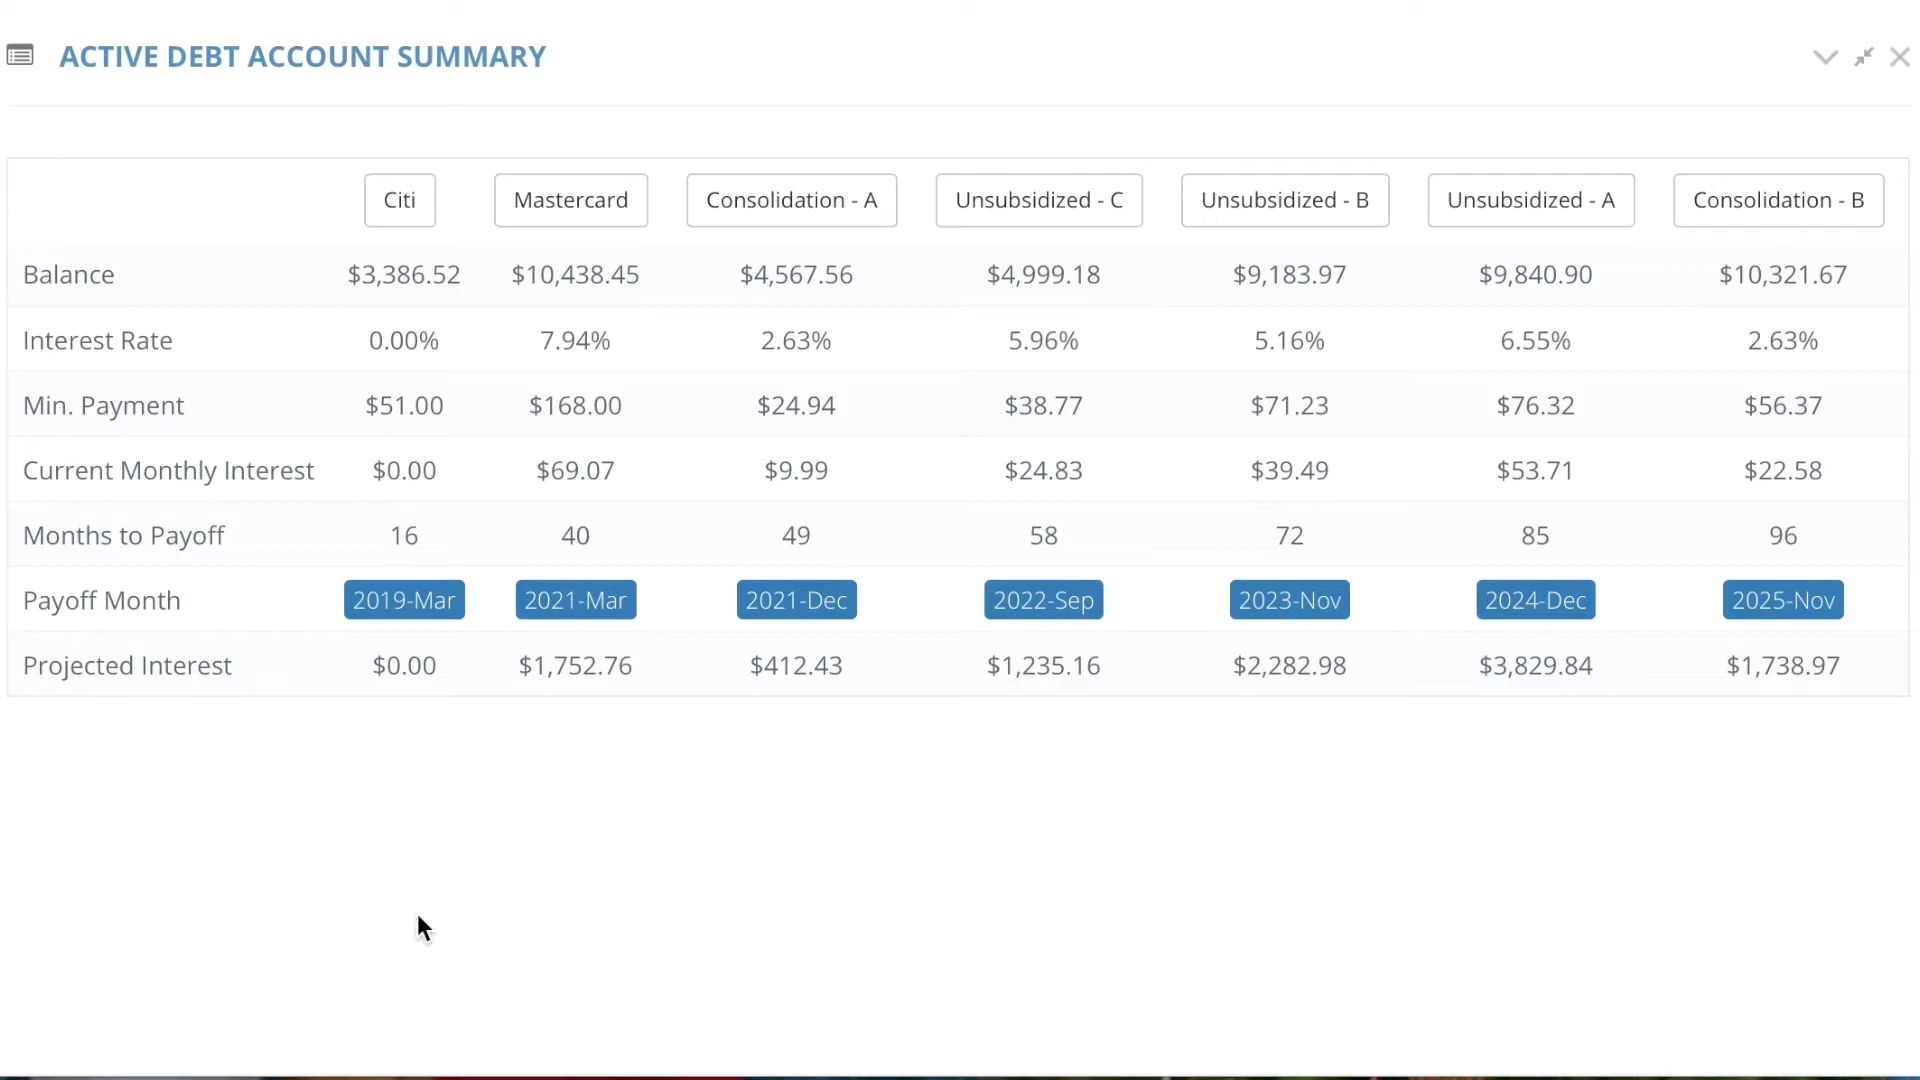 ACTIVE DEBT ACCOUNT SUMMARY
Citi Mastercard Consolidation - A Unsubsidized - C Unsubsidized - B Unsubsidized - A Consolidation - B
Balance $3,386.52 $10,438.45 $4,567.56 $4,999.18 $9,183.97 $9,840.90 $10,321.67
Interest Rate 0.00% 7.94% 2.63% 5.96% 5.16% 6.55% 2.63%
Min. Payment $51.00 $168.00 $24.94 $38.77 $71.23 $76.32 $56.37
Current Monthly Interest $0.00 $69.07 $9.99 $24.83 $39.49 $53.71 $22.58
Months to Payoff 16 40 49 58 72 85 96
Payoff Month 2019-Mar 2021-Mar 2021-Dec 2022-Sep 2023-Nov 2024-Dec 2025-Nov
Projected Interest $0.00 $1,752.76 $412.43 $1,235.16 $2,282.98 $3,829.84 $1,738.97